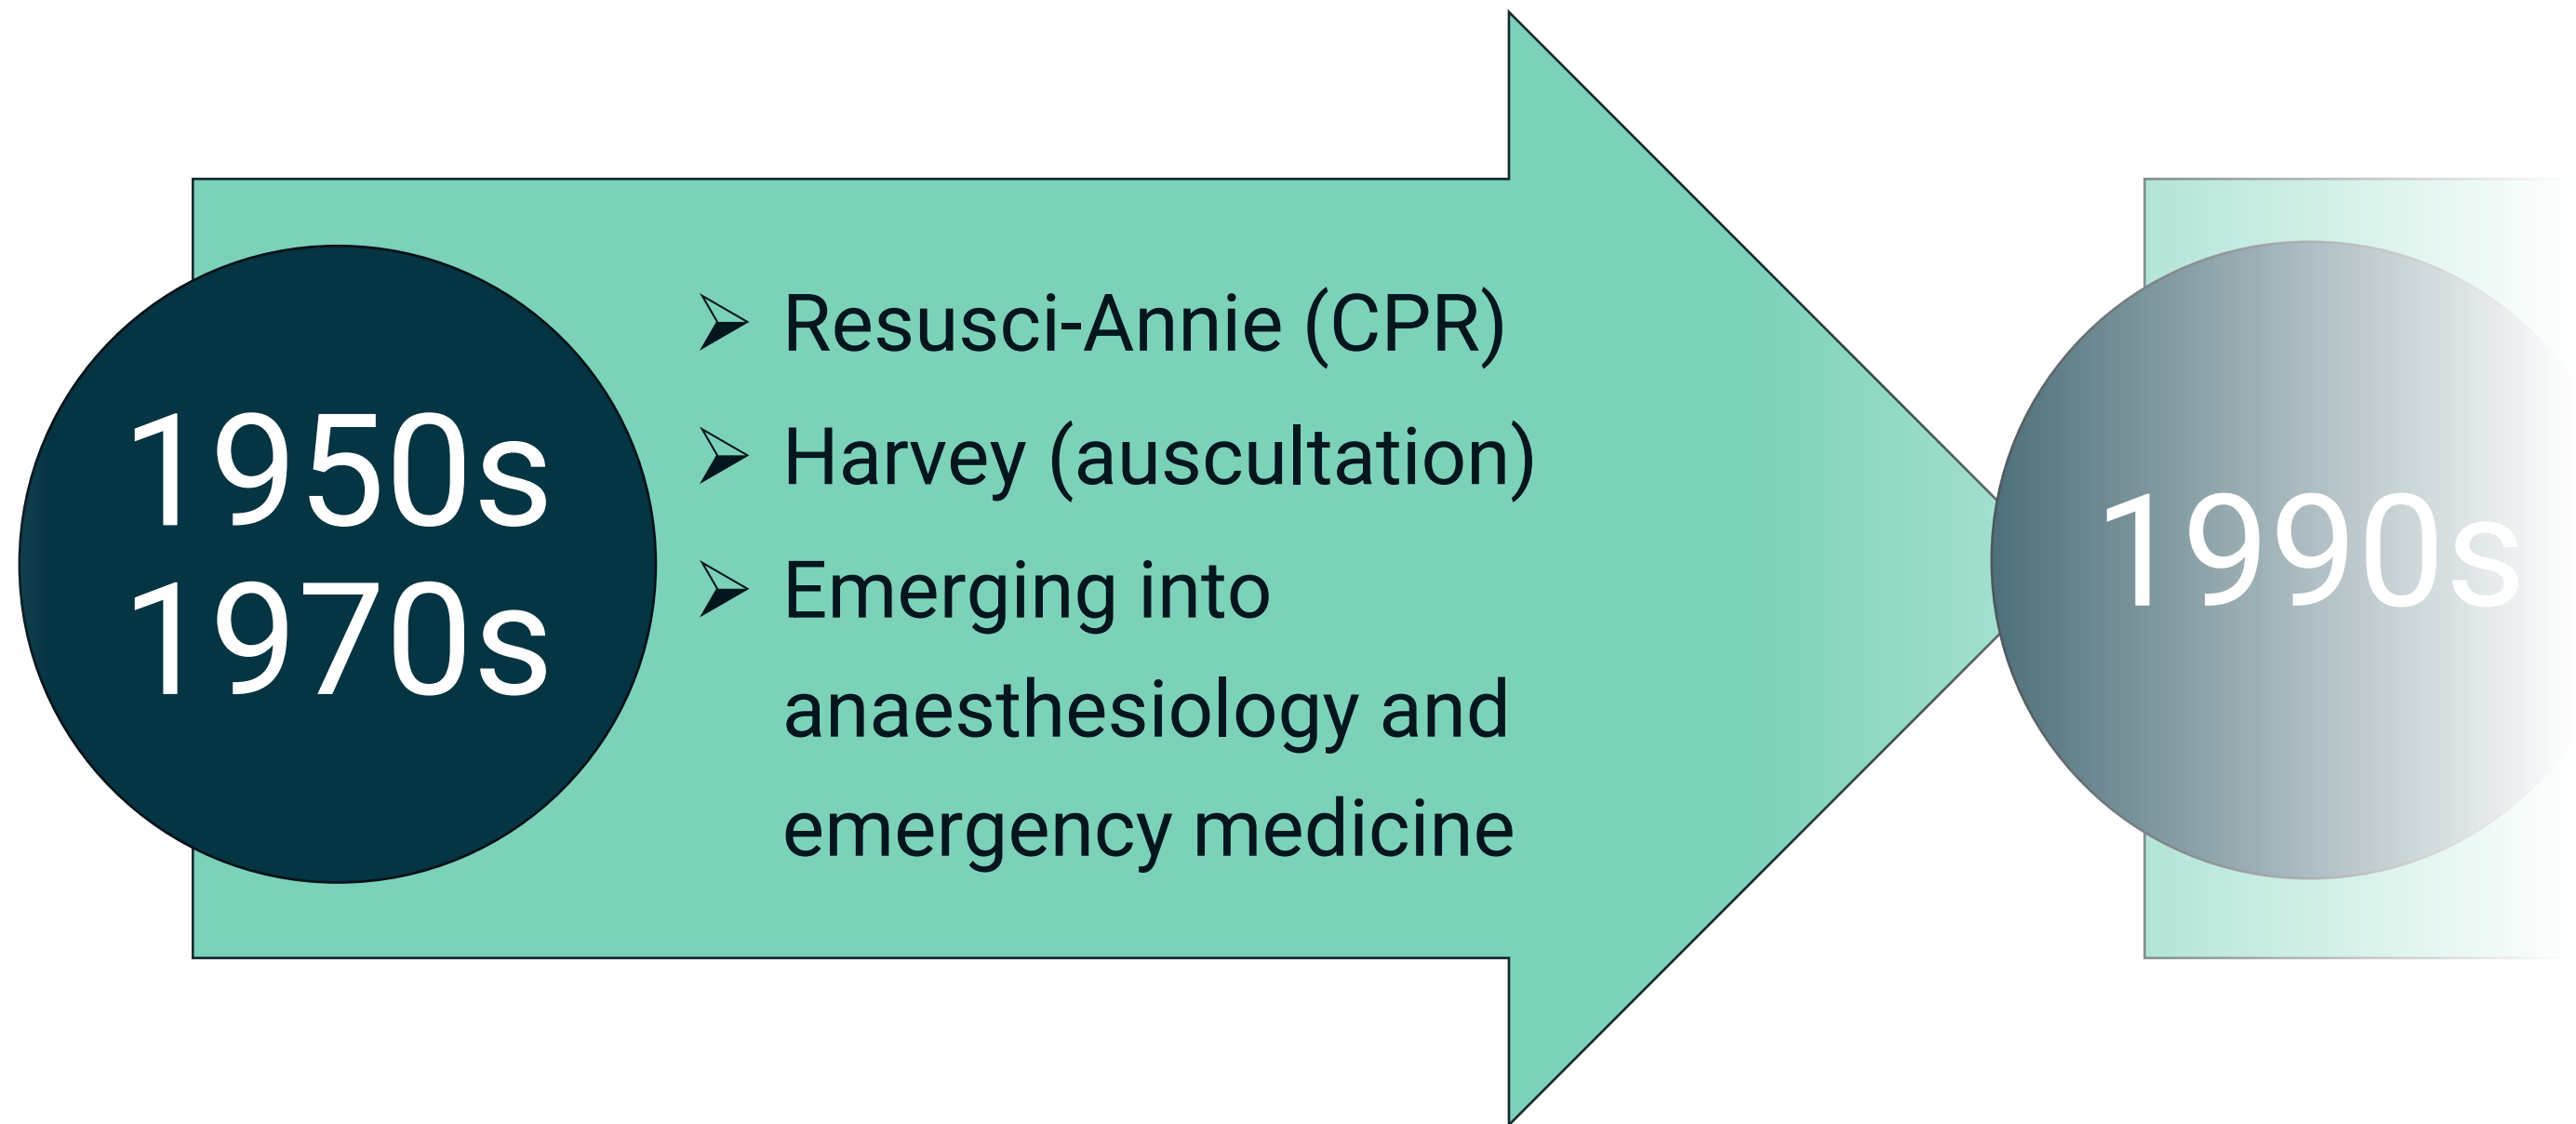 1950s
1970s
➢ Resusci-Annie (CPR)
➢ Harvey (auscultation)
➢ Emerging into
anaesthesiology and
emergency medicine
1990s